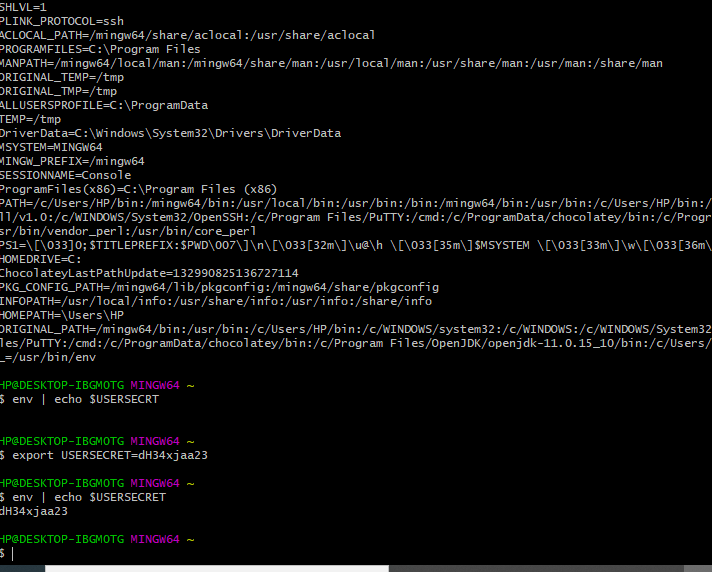 SHLVL=1
PLINK_PROTOCOL=ssh
ACLOCAL_PATH=/mingw64/share/aclocal:/usr/share/aclocal
PROGRAMFILES=C:\Program Files
MANPATH=/mingw64/local/man:/mingw64/share/man:/usr/local/man:/usr/share/man:/usr/man:/share/man
ORIGINAL_TEMP=/tmp
ORIGINAL_TMP=/tmp
ALLUSERSPROFILE=C:\ProgramData
TEMP=/tmp
DriverData=C:\Windows\System32\Drivers\DriverData
MSYSTEM=MINGW64
MINGW_PREFIX=/mingw64
SESSIONNAME=Console
ProgramFiles(x86)=C:\Program Files (x86)
PATH=/c/Users/HP/bin:/mingw64/bin:/usr/local/bin:/usr/bin:/bin:/mingw64/bin:/usr/bin:/c/Users/HP/bin:/
ll/v1.0:/c/WINDOWS/System32/OpenSSH:/c/Program Files/PuTTY:/cmd:/c/ProgramData/chocolatey/bin:/c/Progr
usr/bin/vendor_perl:/usr/bin/core_perl
PS1=\[\033]0;$TITLEPREFIX:$PWD\007\]\n\[\033[32m\]\u@\h \[\033[35m\]$MSYSTEM \[\033[33m\]\w\[\033[36m\
HOMEDRIVE=C:
ChocolateyLastPathUpdate=132990825136727114
PKG_CONFIG_PATH=/mingw64/lib/pkgconfig:/mingw64/share/pkgconfig
INFOPATH=/usr/local/info:/usr/share/info:/usr/info:/share/info
HOMEPATH=\Users\HP
ORIGINAL_PATH=/mingw64/bin:/usr/bin:/c/Users/HP/bin:/c/WINDOWS/system32:/c/WINDOWS:/c/WINDOWS/System32
les/PuTTY:/cmd:/c/ProgramData/chocolatey/bin:/c/Program Files/OpenJDK/openjdk-11.0.15_10/bin:/c/Users/
_=/usr/bin/env
HP@DESKTOP-IBGMOTG MINGW64 ~
$ env | echo $USERSECRT
HP@DESKTOP-IBGMOTG MINGW64 ~
$ export USERSECRET=dH34xjaa23
HP@DESKTOP-IBGMOTG MINGW64 ~
$ env | echo $USERSECRET
dH34xjaa23
HP@DESKTOP-IBGMOTG MINGW64 ~
$